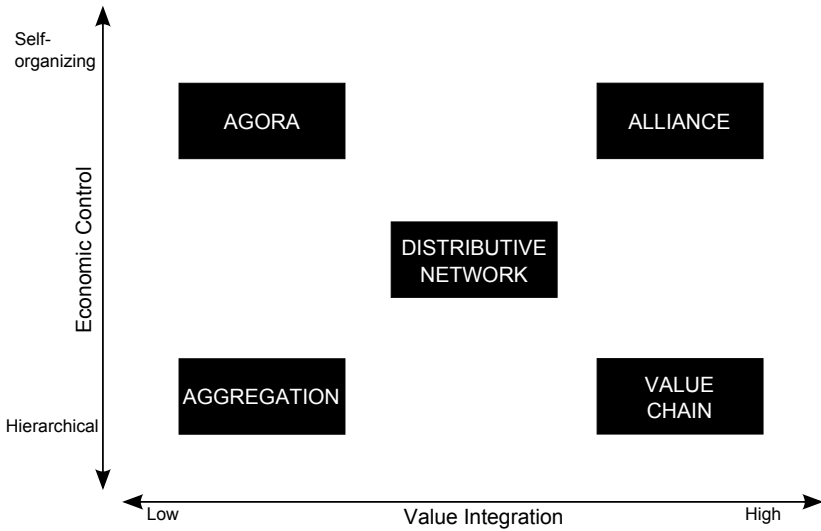 Self-
organizing
AGORA
ALLIANCE
Economic Control
DISTRIBUTIVE
NETWORK
AGGREGATION
VALUE
CHAIN
Hierarchical
Low
Value Integration
High